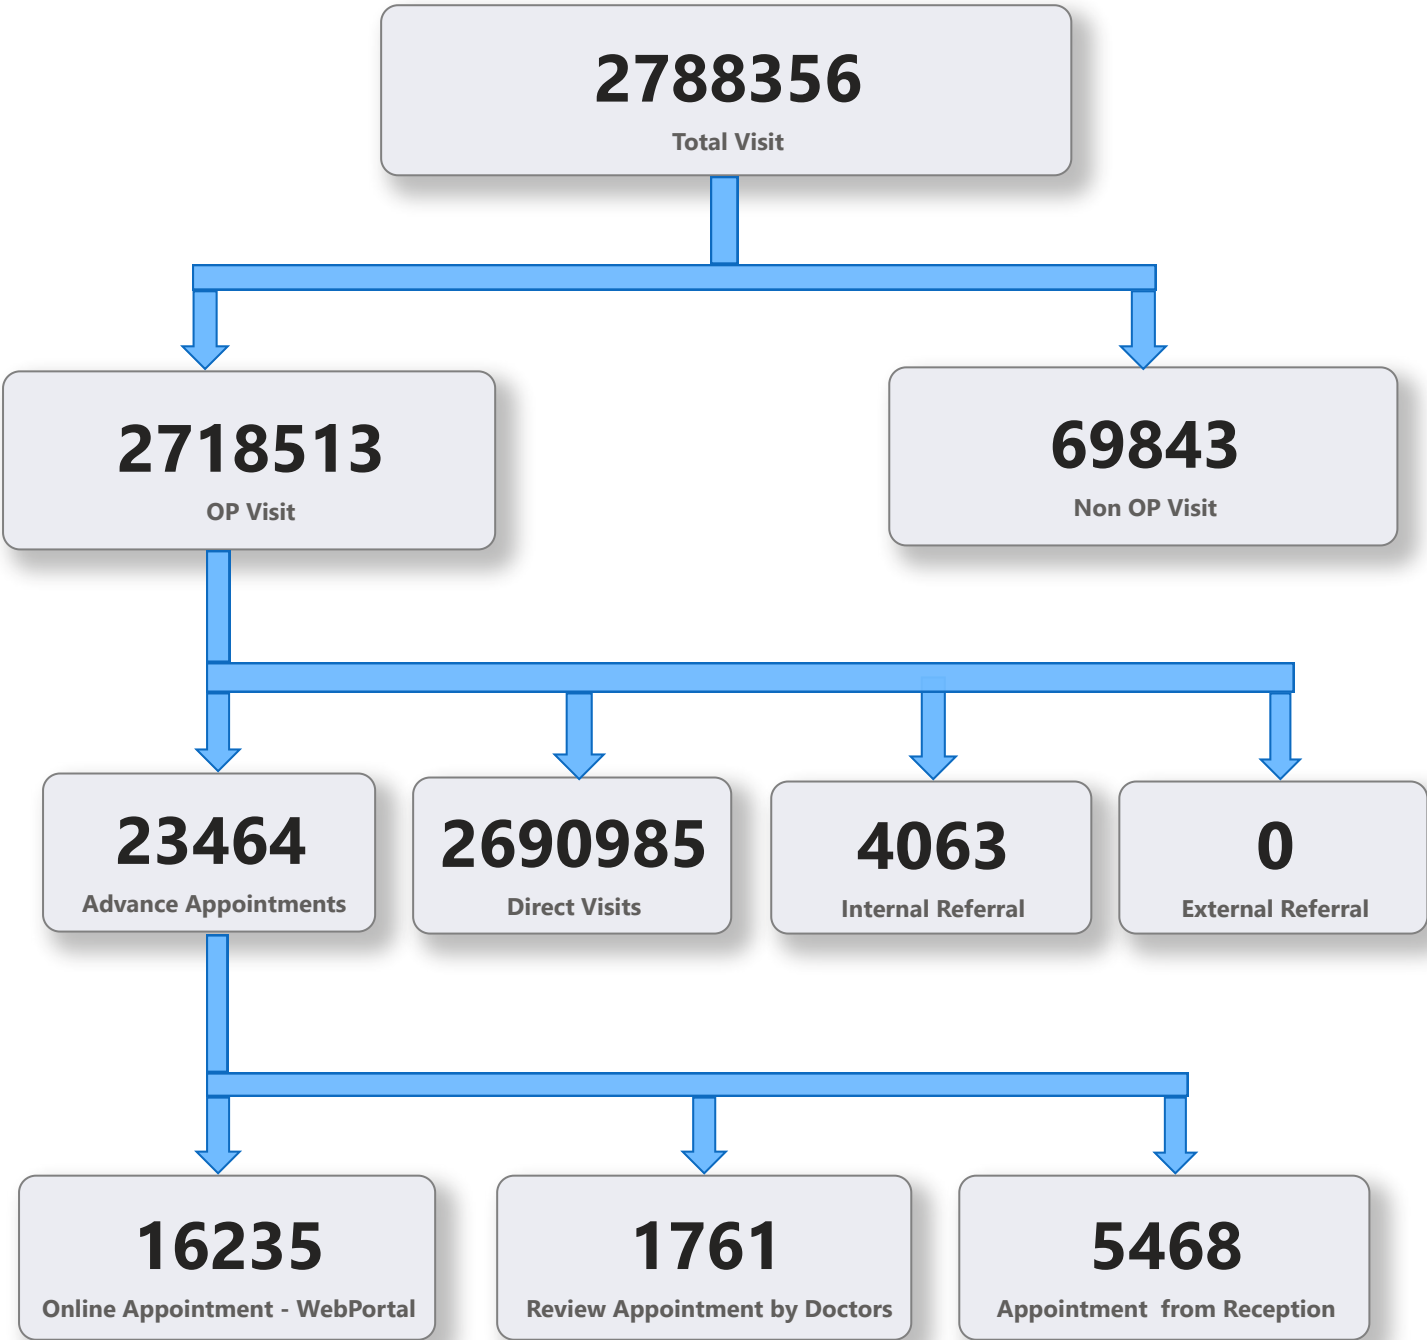 2788356
Total Visit
2718513
OP Visit
69843
Non OP Visit
23464
Advance Appointments
2690985
Direct Visits
4063
Internal Referral
0
External Referral
16235
Online Appointment - WebPortal
1761
Review Appointment by Doctors
5468
Appointment  from Reception